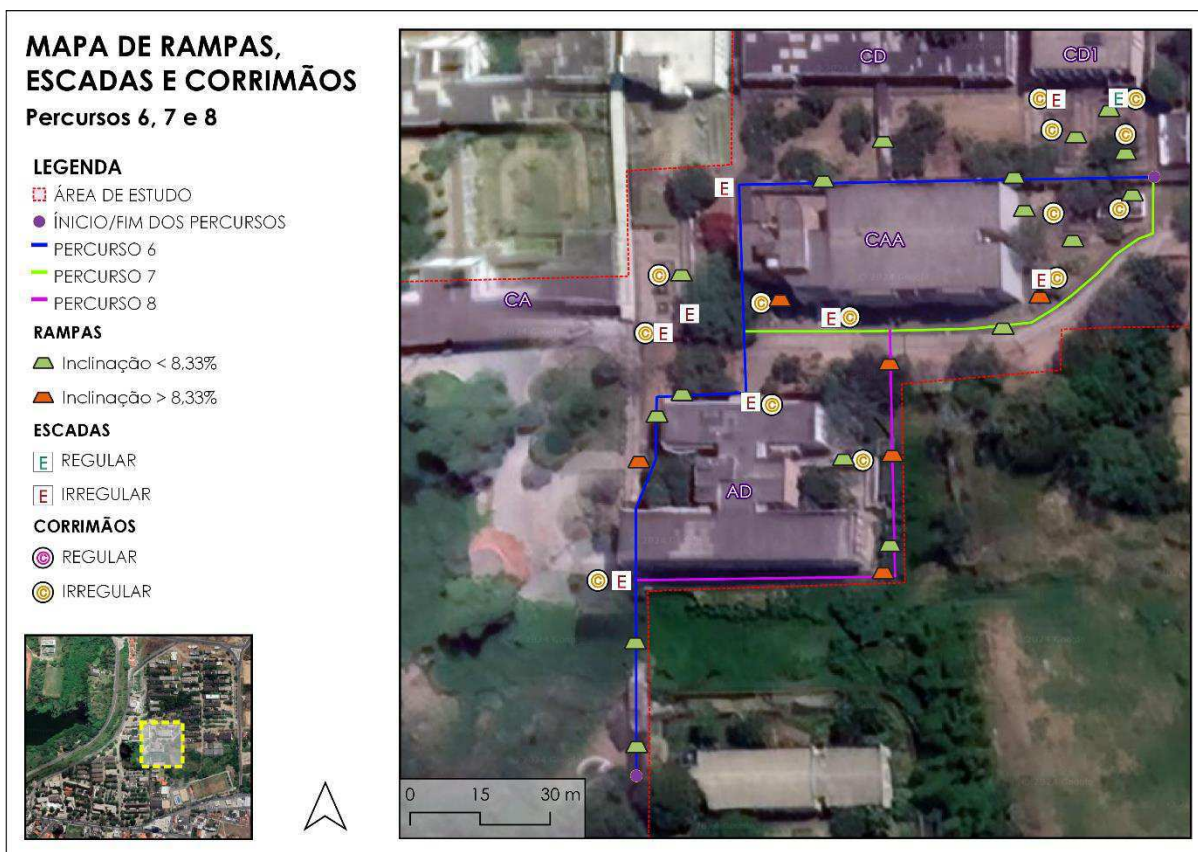 MAPA DE RAMPAS,
ESCADAS E CORRIMÃOS
Percursos 6, 7 e 8
LEGENDA
ÁREA DE ESTUDO
ÍNICIO/FIM DOS PERCURSOS
PERCURSO 6
PERCURSO 7
PERCURSO 8
RAMPAS
Inclinação < 8,33%
Inclinação > 8,33%
ESCADAS
E REGULAR
E IRREGULAR
CORRIMÃOS
C REGULAR
C IRREGULAR
CD
CD1
C E E C
C C
E
CAA
C C
CA
C
E C
C E C
E
C E
E C
C
AD
C E
0 15 30 m